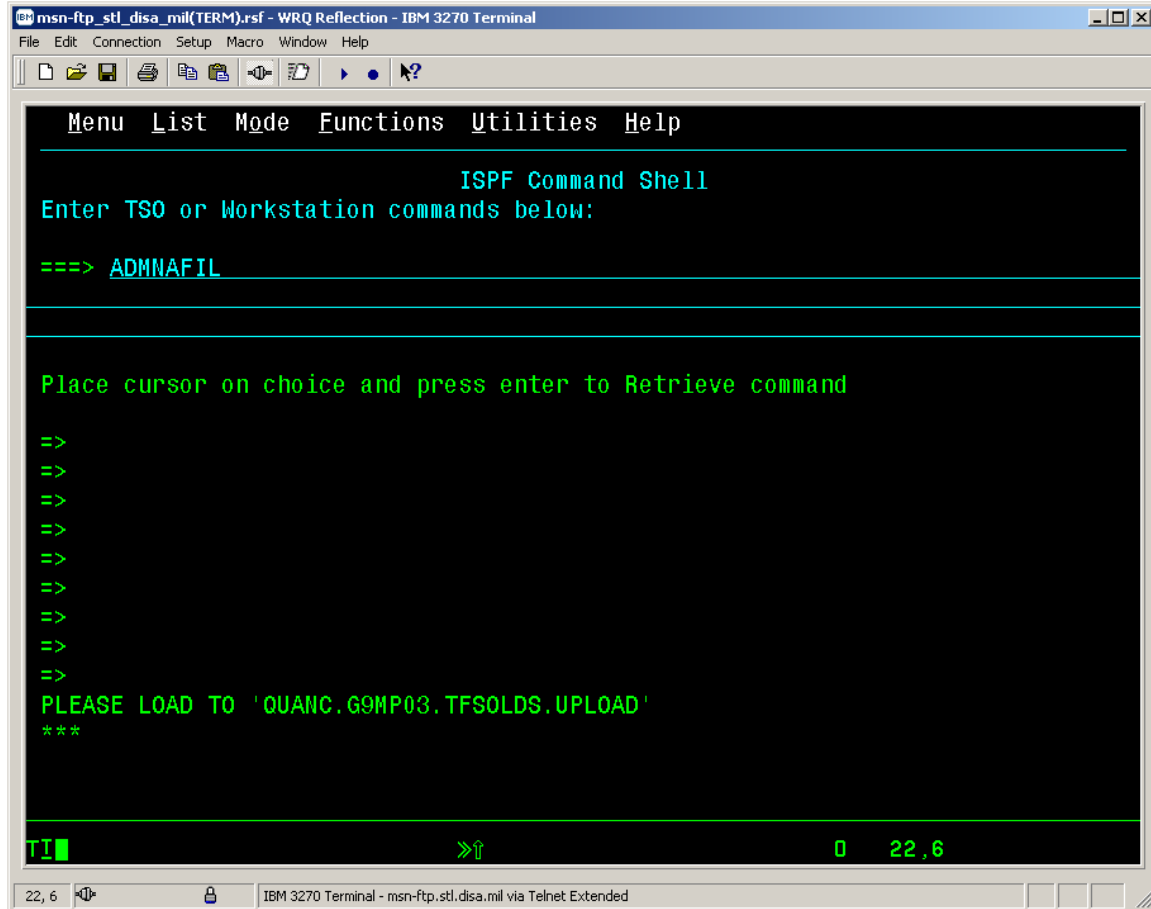 msn-ftp_stl_disa_mil(TERM).rsf - WRQ Reflection - IBM 3270 Terminal
File Edit Connection Setup Macro Window Help
Menu List Mode Functions Utilities Help
ISPF Command Shell
Enter TSO or Workstation commands below:
===> ADMNAFIL
Place cursor on choice and press enter to Retrieve command
=>
=>
=>
=>
=>
=>
=>
=>
=>
PLEASE LOAD TO 'QUANC.G9MP03.TFSOLDS.UPLOAD'
***
TI >>⇧ O 22,6
22, 6 IBM 3270 Terminal - msn-ftp.stl.disa.mil via Telnet Extended